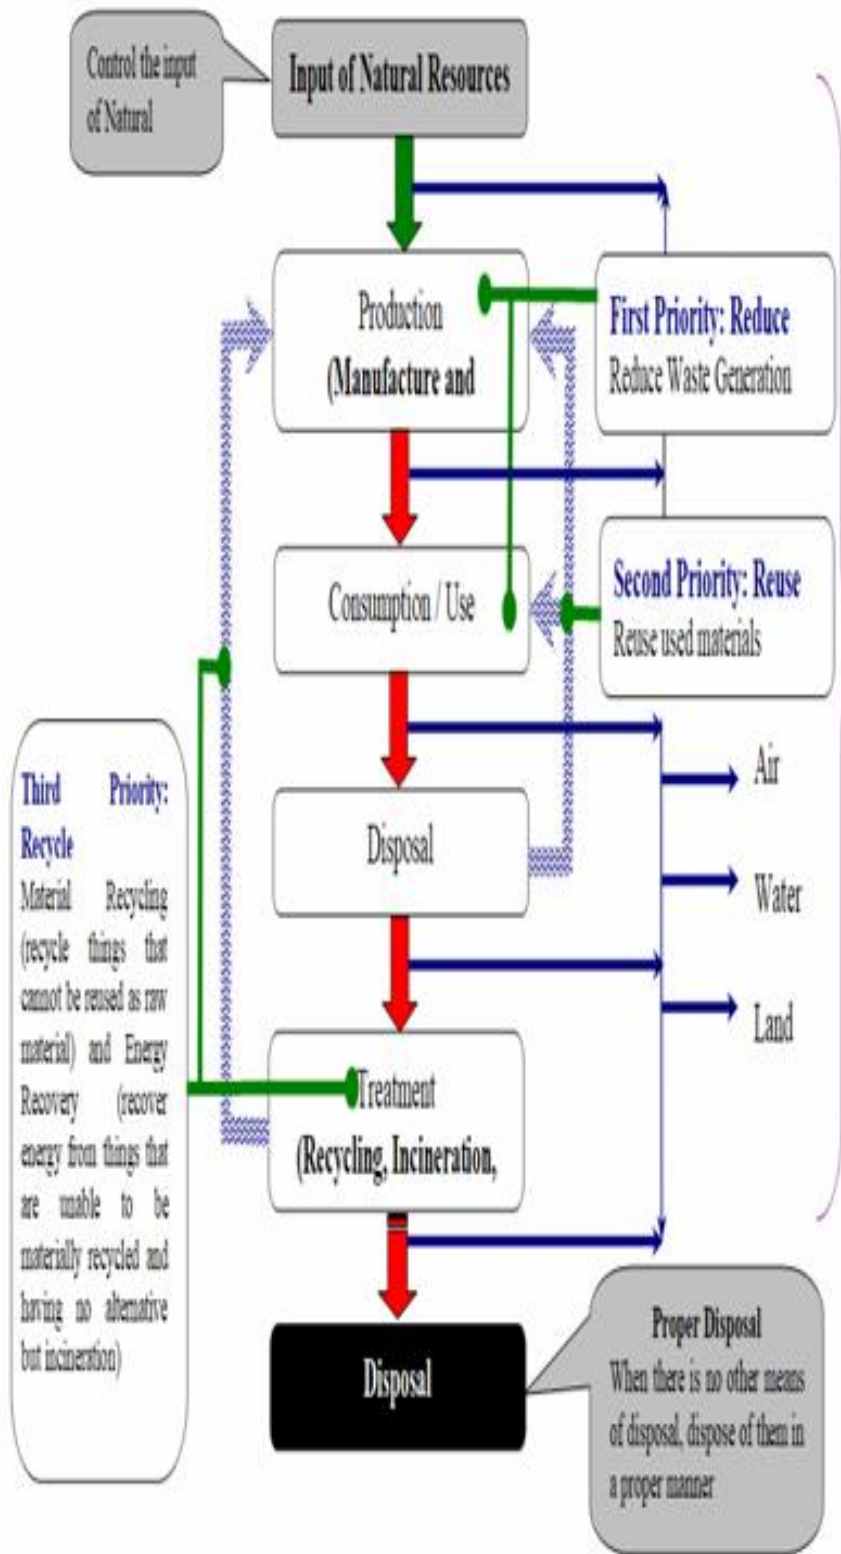 Control the input
of Natural
Input of Natural Resources
Production
(Manufacture and
First Priority: Reduce
Reduce Waste Generation
Consumption / Use
Second Priority: Reuse
Reuse used materials
Air
Water
Land
Disposal
Third Priority:
Recycle
Material Recycling
(recycle things that
cannot be reused as raw
material) and Energy
Recovery (recover
energy from things that
are unable to be
materially recycled and
having no alternative
but incineration)
Treatment
(Recycling, Incineration,
Disposal
Proper Disposal
When there is no other means
of disposal, dispose of them in
a proper manner